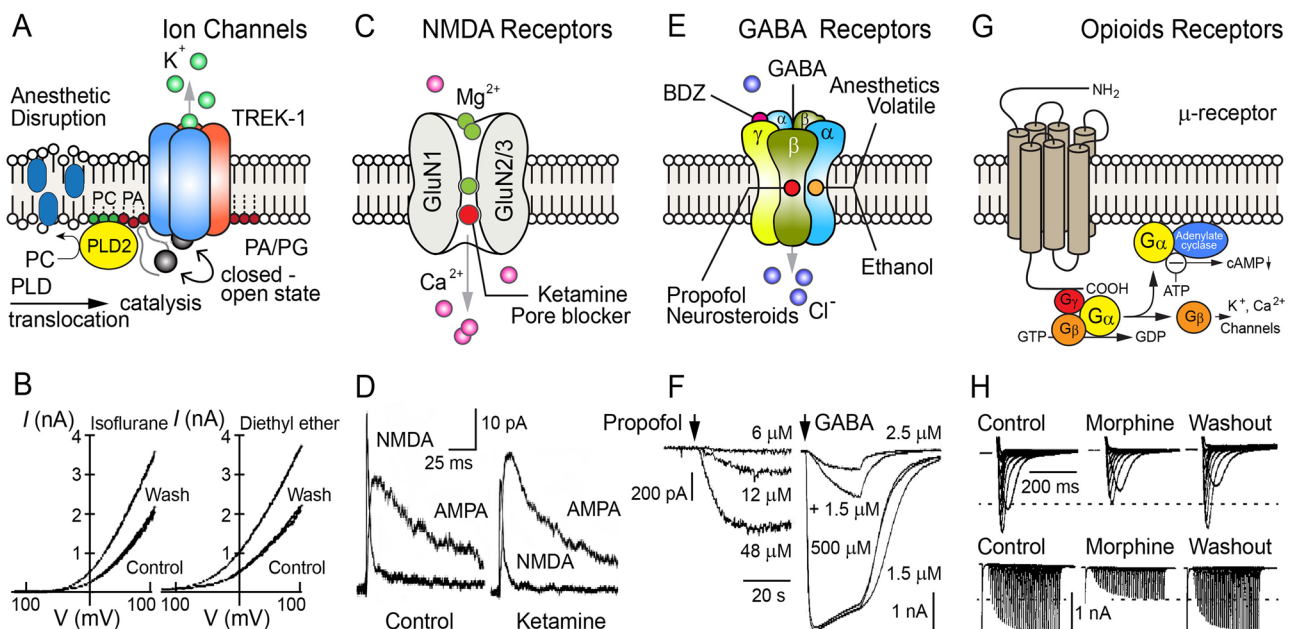 A
Ion Channels
K+
Anesthetic
Disruption
TREK-1
PC PA
PLD2
PC
PA/PG
closed -
open state
PLD
translocation
catalysis
C
NMDA Receptors
Mg2+
GluN1
GluN2/3
Ca2+
Ketamine
Pore blocker
E
GABA Receptors
GABA
BDZ
Anesthetics
Volatile
α
β
γ
β
α
Ethanol
Propofol
Neurosteroids
Cl-
G
Opioids Receptors
NH2
μ-receptor
Gα
Adenylate
cyclase
cAMP
ATP
COOH
Gγ
Gβ
Gα
Gβ
K+, Ca2+
Channels
GTP
GDP
B
I (nA)
Isoflurane
4
3
2
1
Wash
Control
100
100
V (mV)
I (nA)
Diethyl ether
4
3
2
1
Wash
Control
100
100
V (mV)
D
10 pA
25 ms
NMDA
AMPA
Control
AMPA
NMDA
Ketamine
F
Propofol
6 μM
12 μM
48 μM
200 pA
20 s
GABA
2.5 μM
+ 1.5 μM
500 μM
1.5 μM
1 nA
H
Control
Morphine
Washout
200 ms
Control
Morphine
Washout
1 nA